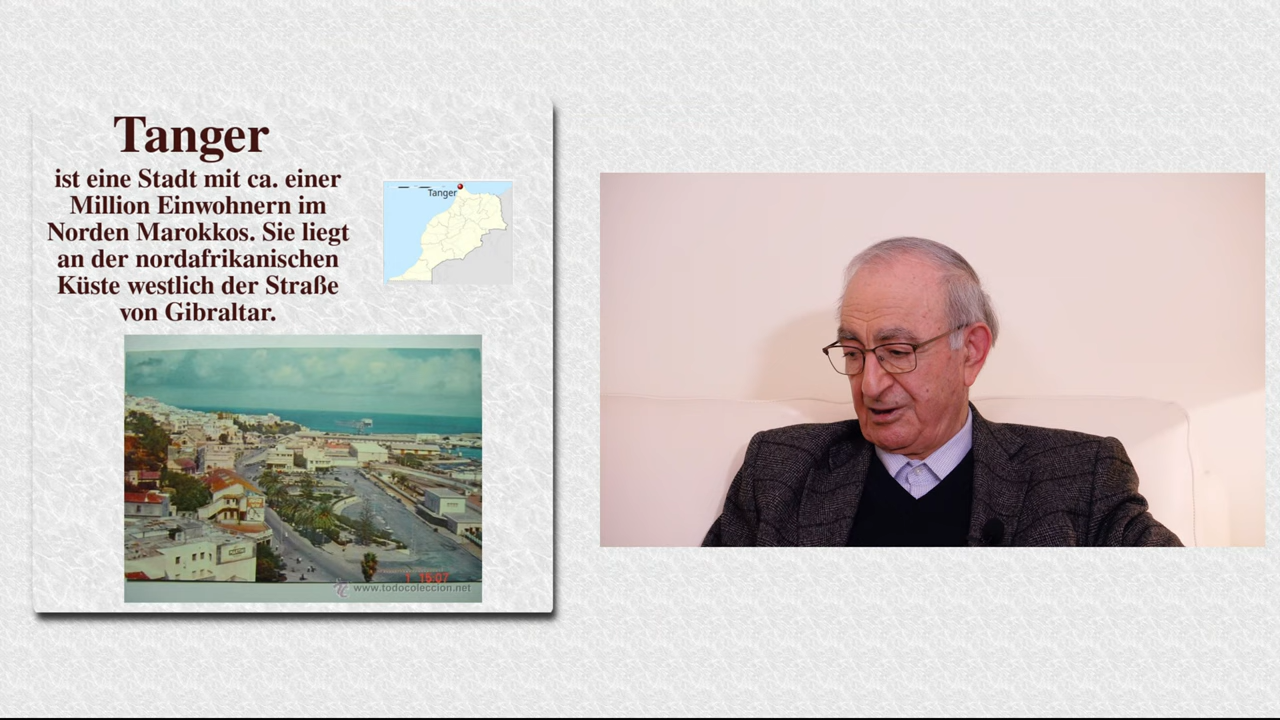 Tanger
ist eine Stadt mit ca. einer
Million Einwohnern im
Norden Marokkos. Sie liegt
an der nordafrikanischen
Küste westlich der Straße
von Gibraltar.
Tanger
www.todocoleccion.net